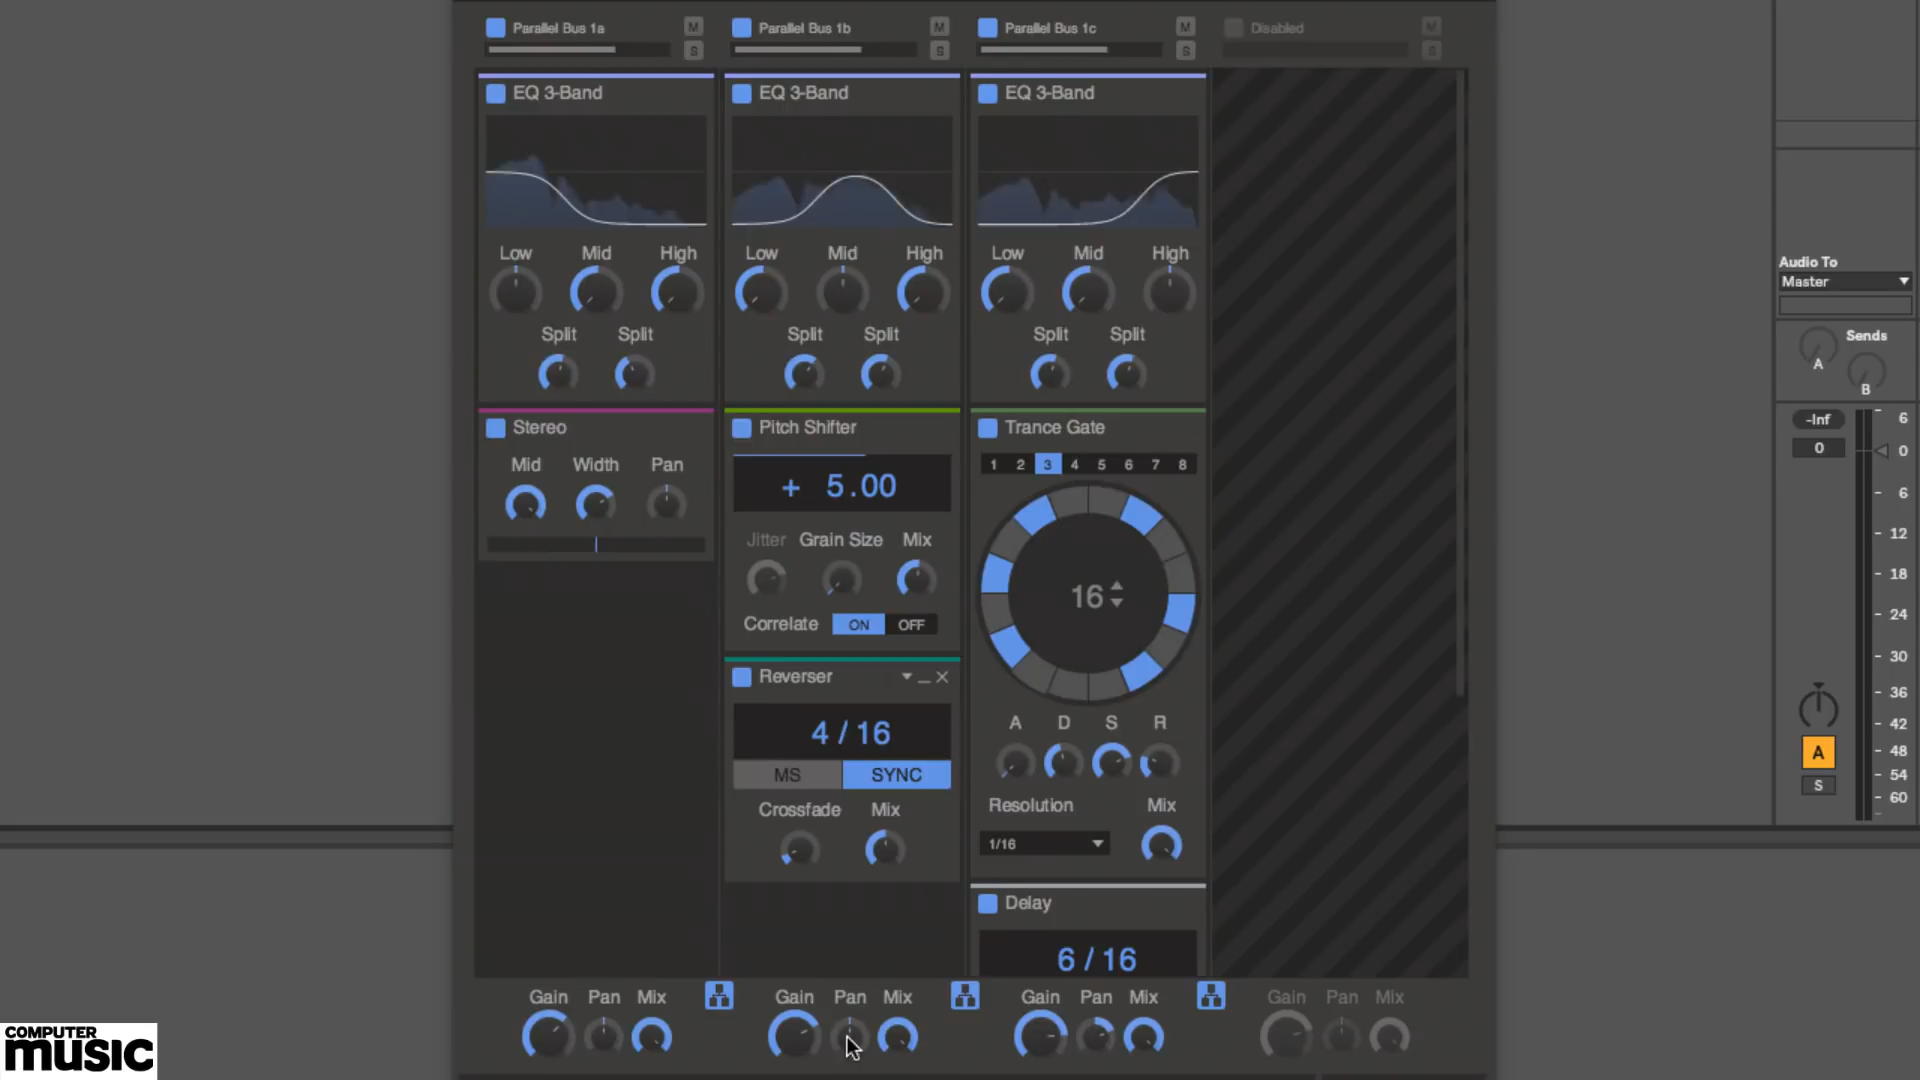 Parallel Bus 1a M
S
Parallel Bus 1b M
S
Parallel Bus 1c M
S
Disabled M
S
EQ 3-Band
Low Mid High
Split Split
Stereo
Mid Width Pan
EQ 3-Band
Low Mid High
Split Split
Pitch Shifter
+ 5.00
Jitter Grain Size Mix
Correlate ON OFF
Reverser
4 / 16
MS SYNC
Crossfade Mix
EQ 3-Band
Low Mid High
Split Split
Trance Gate
1 2 3 4 5 6 7 8
16
A D S R
Resolution Mix
1/16
Delay
6 / 16
Gain Pan Mix
Gain Pan Mix
Gain Pan Mix
Gain Pan Mix
Audio To
Master
Sends
A
B
-Inf
0
6
0
6
12
18
24
30
36
42
48
54
60
A
S
COMPUTER
music